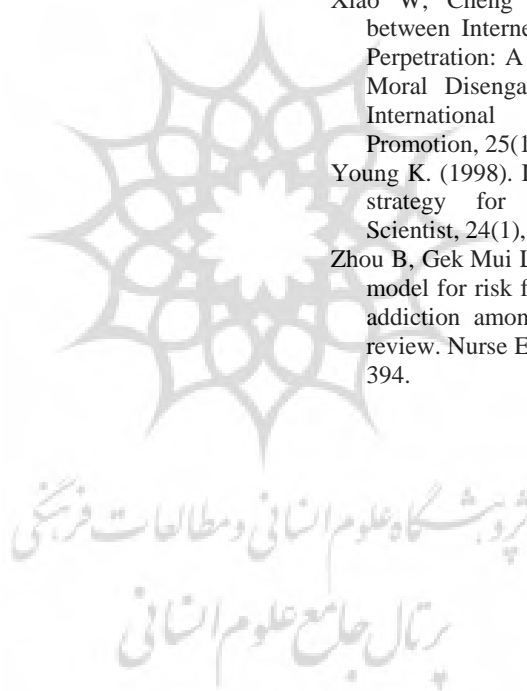 Xiao W, Cheng
between Interne
Perpetration: A
Moral Disenga
International
Promotion, 25(1
Young K. (1998). I
strategy for
Scientist, 24(1),
Zhou B, Gek Mui L
model for risk f
addiction amon
review. Nurse E
394.
پژوهشگاه علوم انسانی و مطالعات فرهنگی
پرتال جامع علوم انسانی